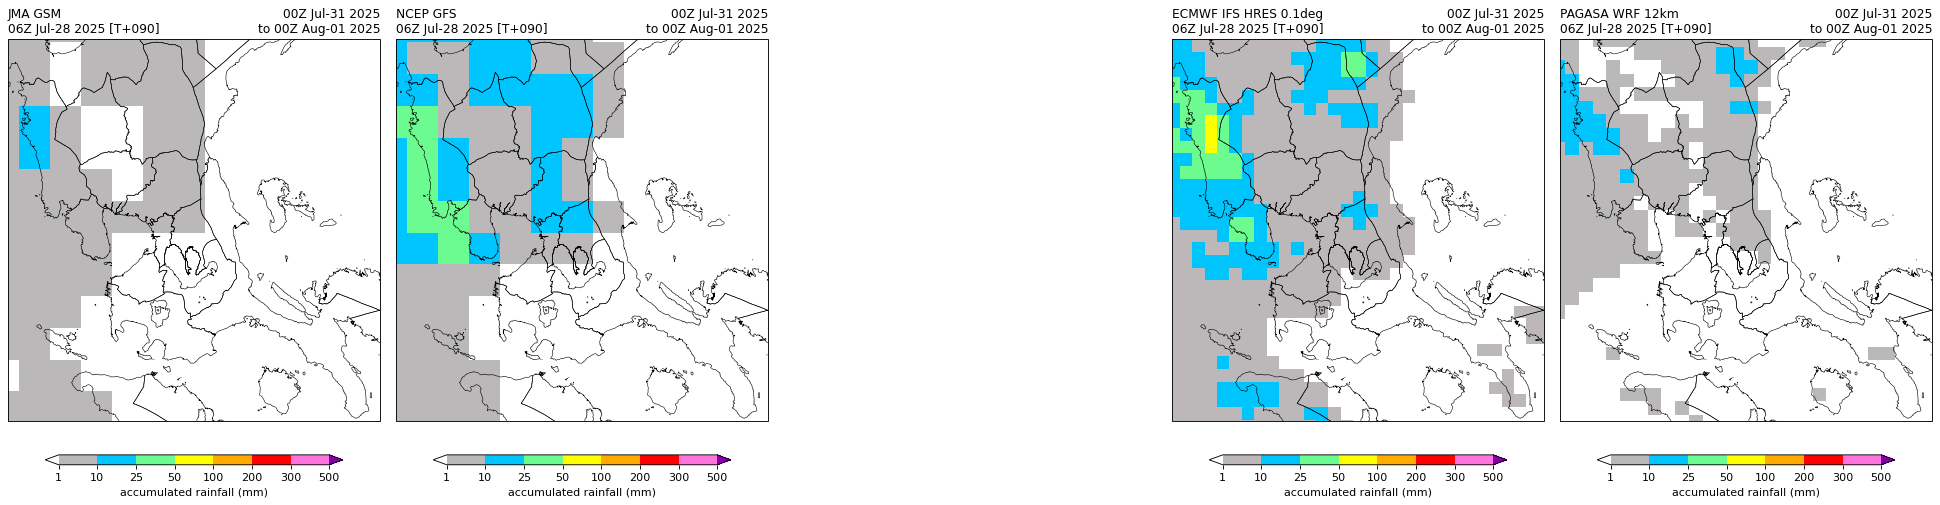 JMA GSM 00Z Jul-31 2025
06Z Jul-28 2025 [T+090] to 00Z Aug-01 2025
1 10 25 50 100 200 300 500
accumulated rainfall (mm)
NCEP GFS 00Z Jul-31 2025
06Z Jul-28 2025 [T+090] to 00Z Aug-01 2025
1 10 25 50 100 200 300 500
accumulated rainfall (mm)
ECMWF IFS HRES 0.1deg 00Z Jul-31 2025
06Z Jul-28 2025 [T+090] to 00Z Aug-01 2025
1 10 25 50 100 200 300 500
accumulated rainfall (mm)
PAGASA WRF 12km 00Z Jul-31 2025
06Z Jul-28 2025 [T+090] to 00Z Aug-01 2025
1 10 25 50 100 200 300 500
accumulated rainfall (mm)